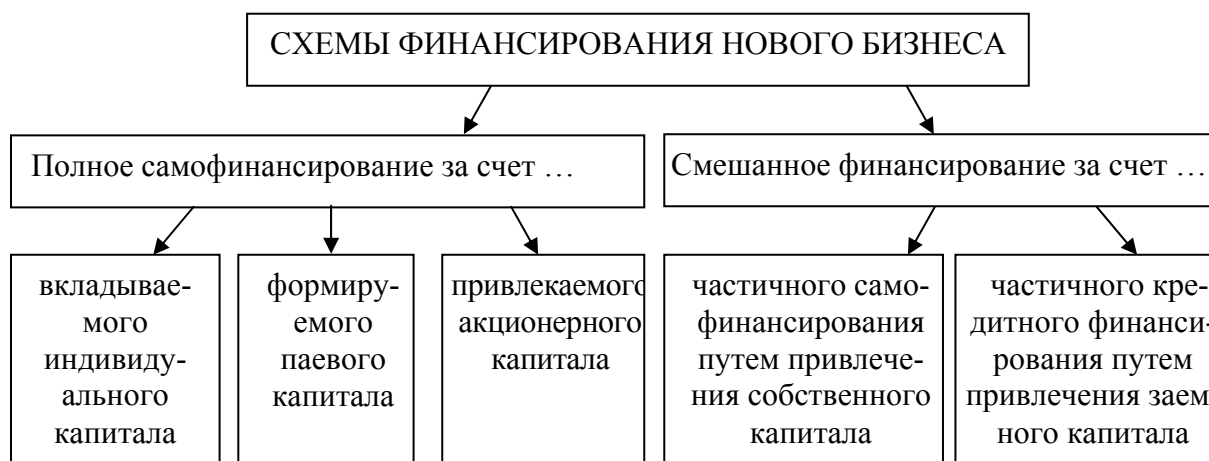 СХЕМЫ ФИНАНСИРОВАНИЯ НОВОГО БИЗНЕСА
Полное самофинансирование за счет …
Смешанное финансирование за счет …
вкладывае-
мого
индивиду-
ального
капитала
формиру-
емого
паевого
капитала
привлекаемого
акционерного
капитала
частичного само-
финансирования
путем привлече-
ния собственного
капитала
частичного кре-
дитного финанси-
рования путем
привлечения заем
ного капитала